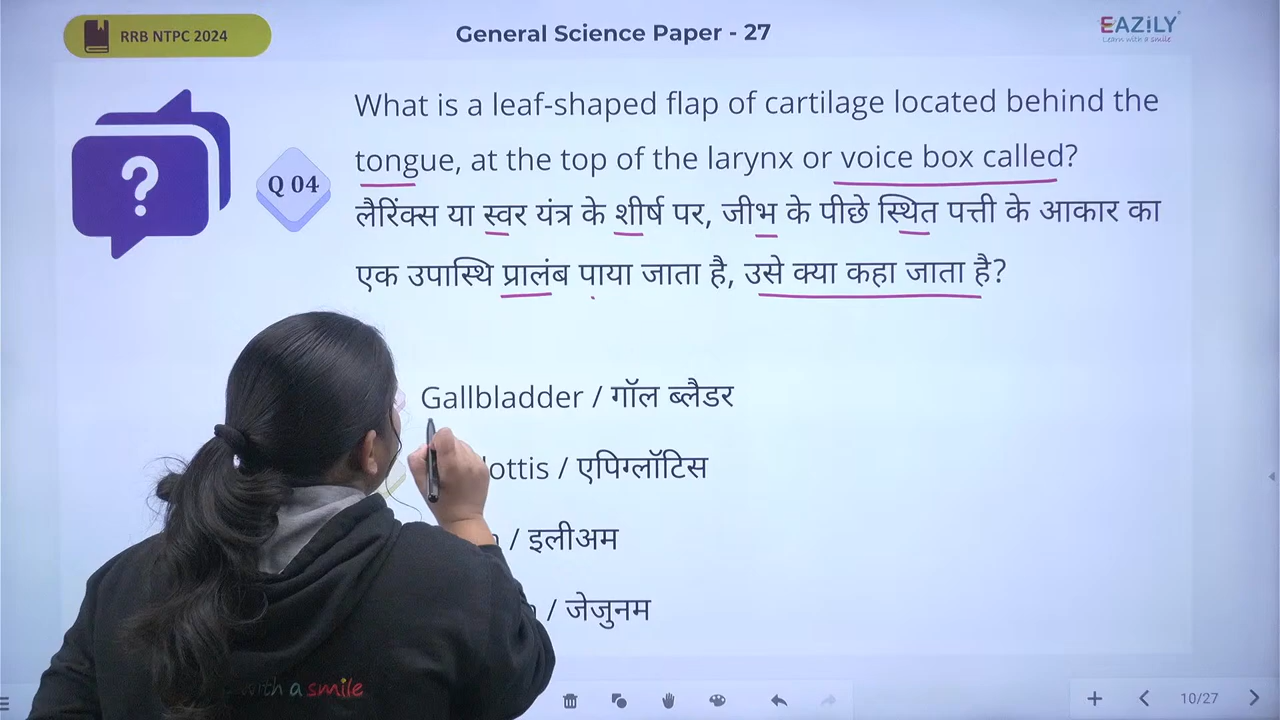 RRB NTPC 2024
General Science Paper - 27
EAZILY
Learn with a smile
Q 04
What is a leaf-shaped flap of cartilage located behind the
tongue, at the top of the larynx or voice box called?
लैरिंक्स या स्वर यंत्र के शीर्ष पर, जीभ के पीछे स्थित पत्ती के आकार का
एक उपास्थि प्रालंब पाया जाता है, उसे क्या कहा जाता है?
Gallbladder / गॉल ब्लैडर
lottis / एपिग्लॉटिस
/ इलीअम
/ जेजुनम
with a smile
10/27